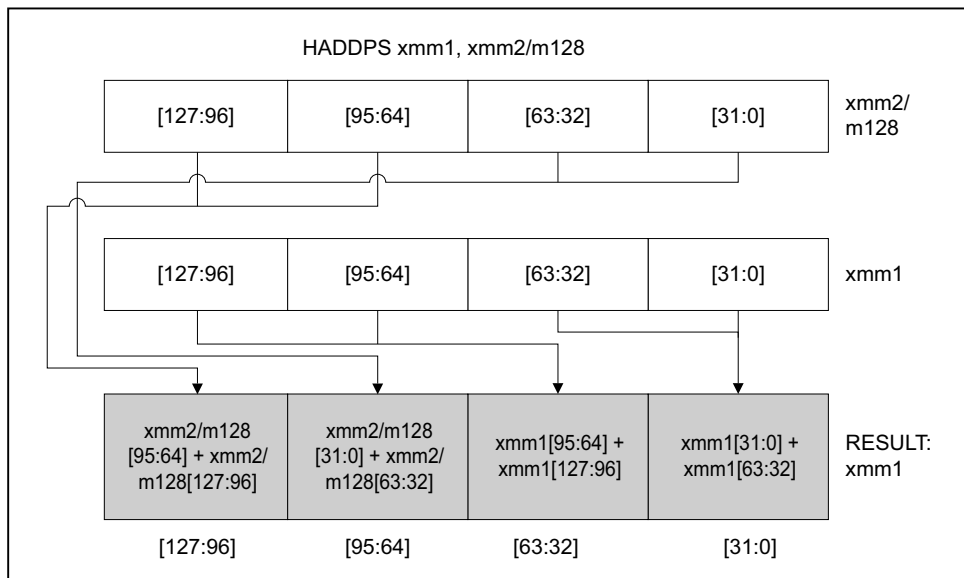 HADDPS xmm1, xmm2/m128
[127:96] [95:64] [63:32] [31:0]
xmm2/
m128
[127:96] [95:64] [63:32] [31:0] xmm1
xmm2/m128
[95:64] + xmm2/
m128[127:96]
xmm2/m128
[31:0] + xmm2/
m128[63:32]
xmm1[95:64] +
xmm1[127:96]
xmm1[31:0] +
xmm1[63:32]
RESULT:
xmm1
[127:96] [95:64] [63:32] [31:0]